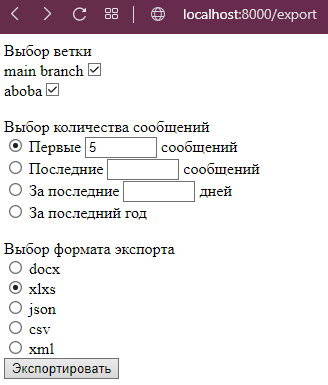 localhost:8000/export
Выбор ветки
main branch
aboba
Выбор количества сообщений
Первые 5 сообщений
Последние сообщений
За последние дней
За последний год
Выбор формата экспорта
docx
xlxs
json
csv
xml
Экспортировать